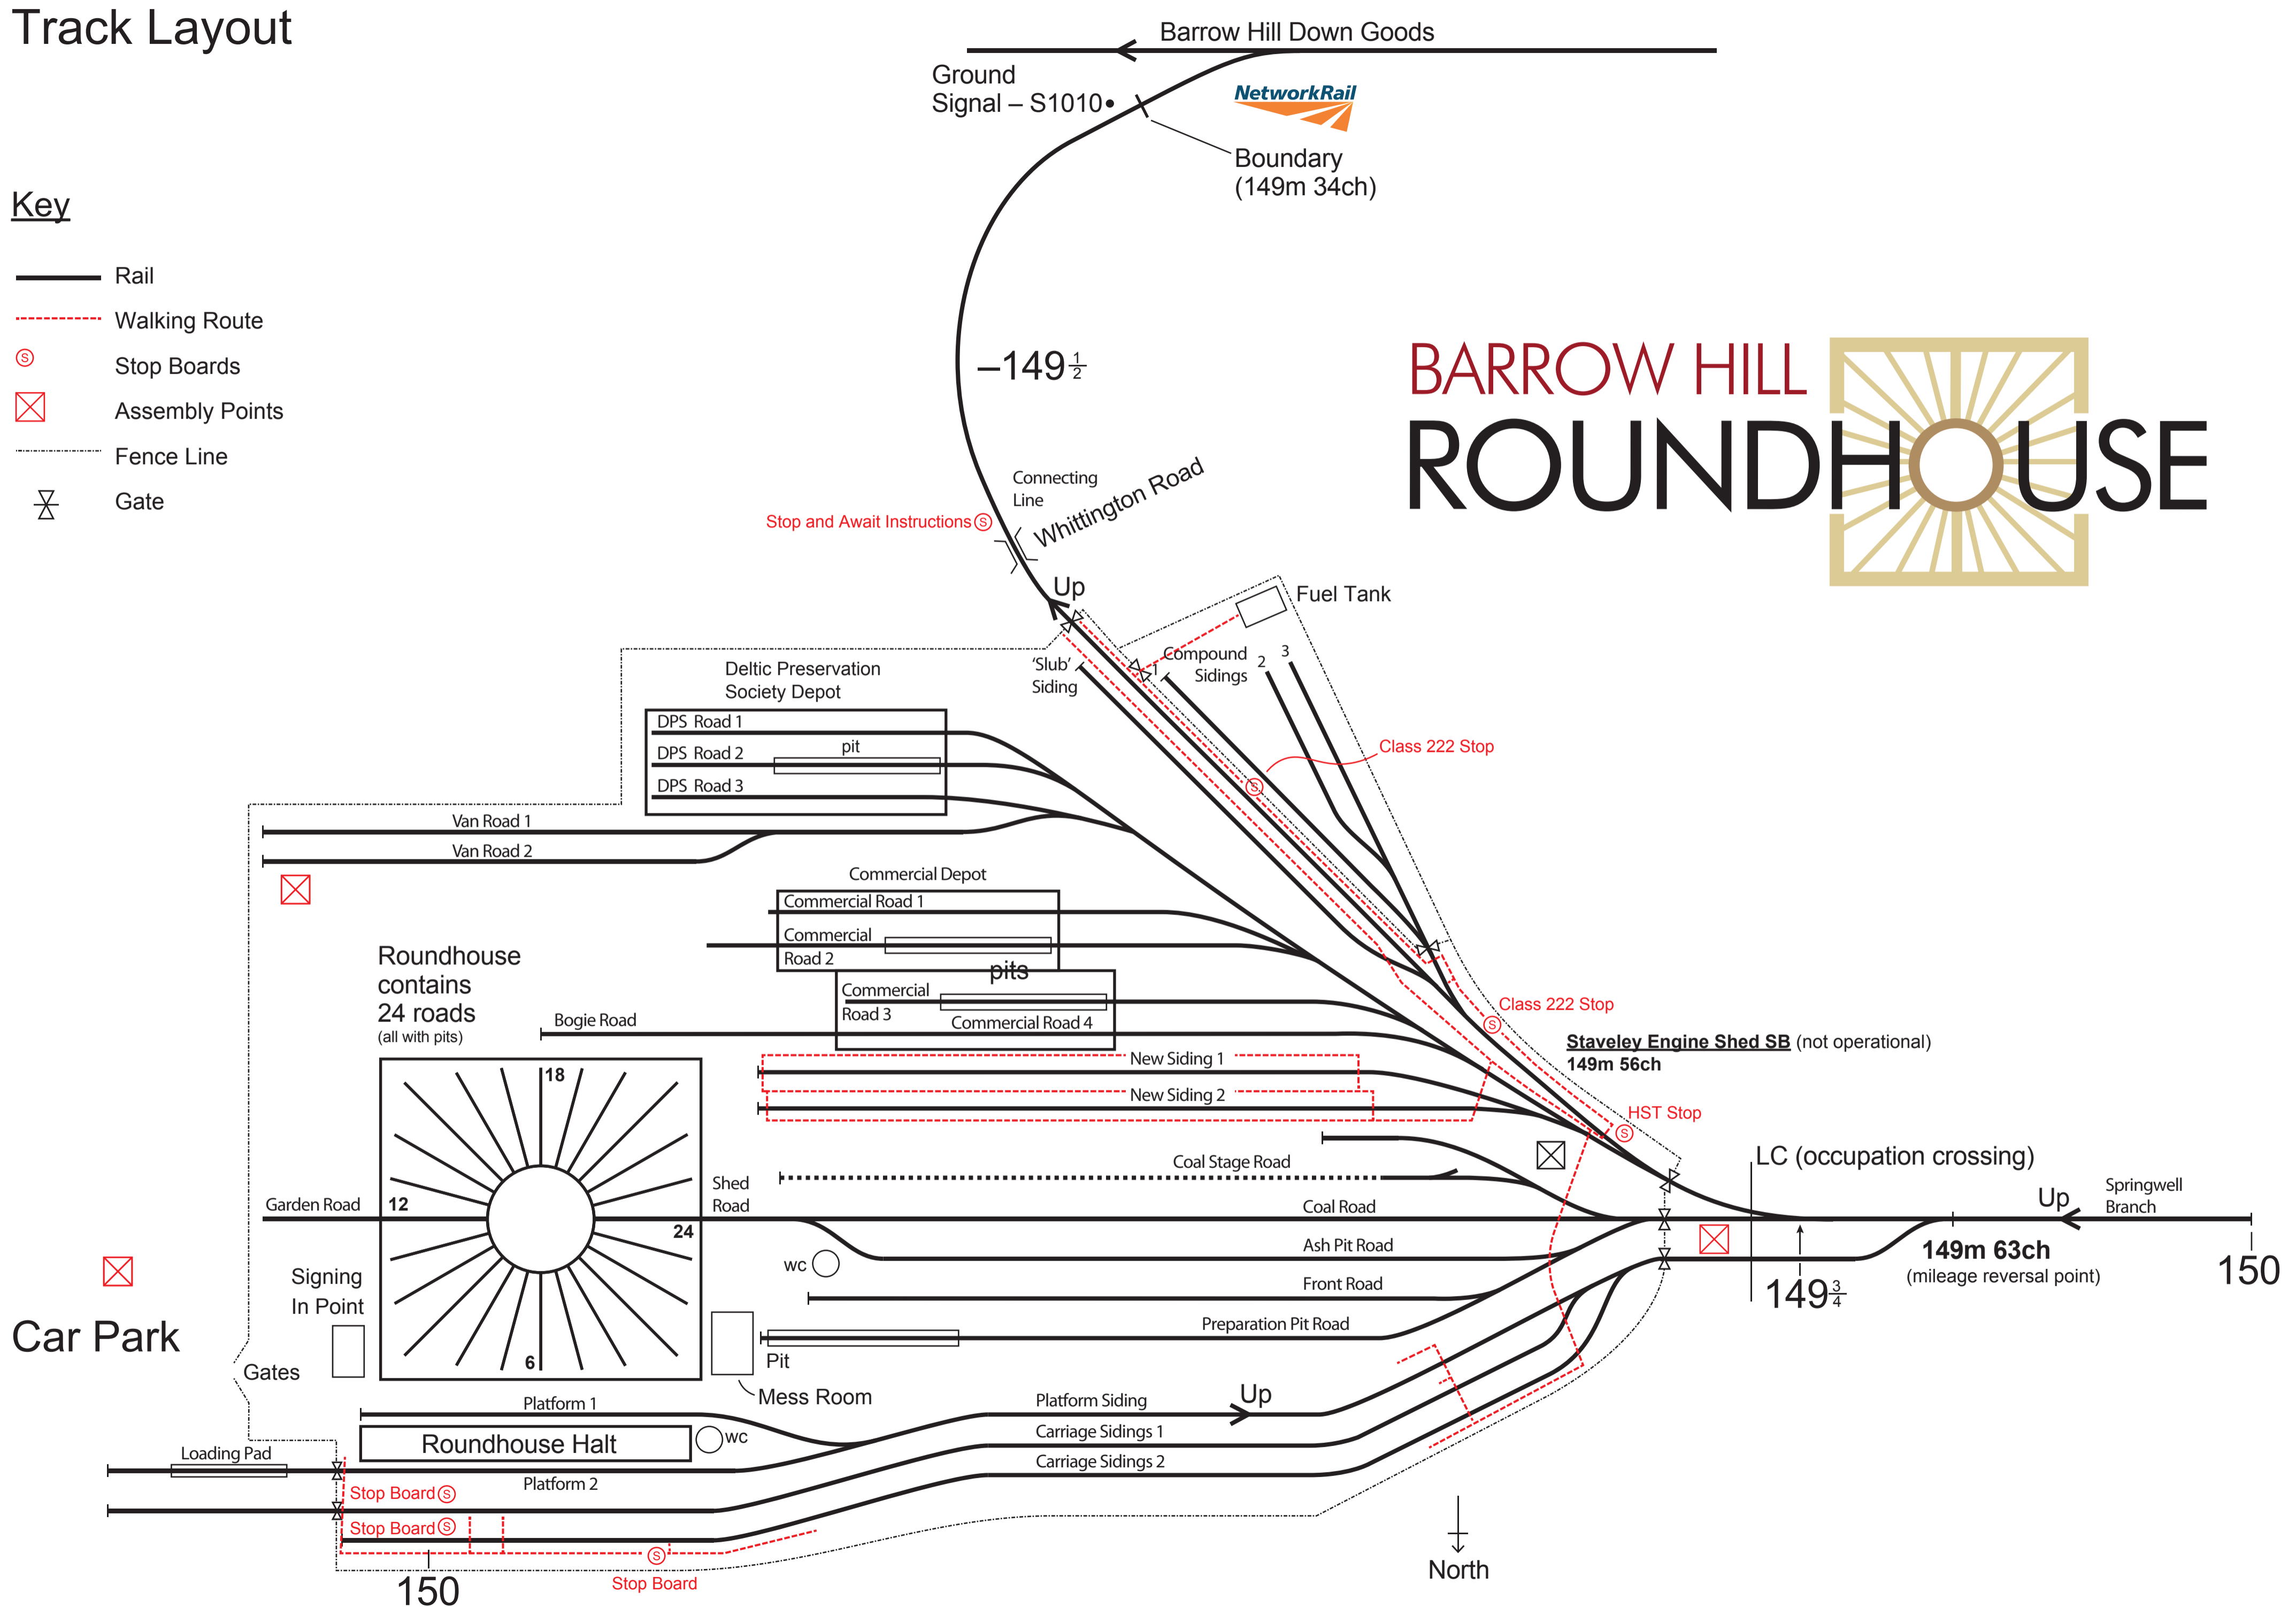 Track Layout
Barrow Hill Down Goods
Ground
Signal – S1010
NetworkRail
Boundary
(149m 34ch)
Key
Rail
Walking Route
S
Stop Boards
Assembly Points
Fence Line
Gate
–149 1/2
BARROW HILL
ROUNDHOUSE
Connecting
Line
Whittington Road
Stop and Await Instructions S
Up
Fuel Tank
'Slub'
Siding
1
Compound
Sidings
2
3
Deltic Preservation
Society Depot
DPS Road 1
DPS Road 2
pit
DPS Road 3
Class 222 Stop
S
Van Road 1
Van Road 2
Commercial Depot
Commercial Road 1
Commercial
Road 2
pits
Commercial
Road 3
Commercial Road 4
Bogie Road
Roundhouse
contains
24 roads
(all with pits)
Class 222 Stop
S
Staveley Engine Shed SB (not operational)
149m 56ch
New Siding 1
New Siding 2
HST Stop
S
18
12
24
6
Garden Road
Shed
Road
Coal Stage Road
Coal Road
Ash Pit Road
wc
Front Road
Preparation Pit Road
Pit
Mess Room
LC (occupation crossing)
Up
Springwell
Branch
149m 63ch
(mileage reversal point)
149 3/4
150
Signing
In Point
Car Park
Gates
Platform 1
Roundhouse Halt
wc
Platform 2
Loading Pad
Platform Siding
Up
Carriage Sidings 1
Carriage Sidings 2
Stop Board S
Stop Board S
S
Stop Board
150
North